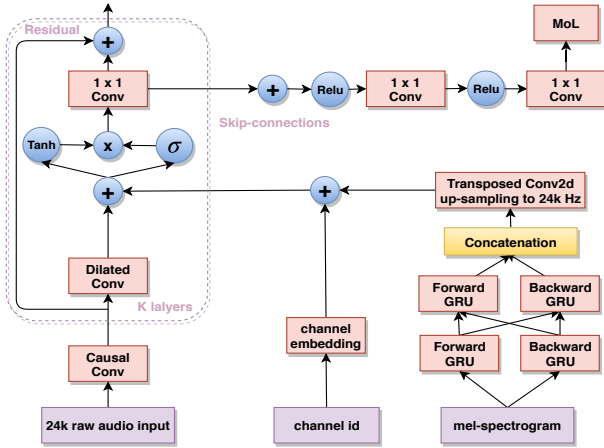 Residual
+
1 x 1
Conv
Tanh
x
σ
+
Dilated
Conv
K lalyers
Causal
Conv
24k raw audio input
Skip-connections
+
Relu
1 x 1
Conv
Relu
1 x 1
Conv
MoL
+
channel
embedding
channel id
Transposed Conv2d
up-sampling to 24k Hz
Concatenation
Forward
GRU
Backward
GRU
Forward
GRU
Backward
GRU
mel-spectrogram